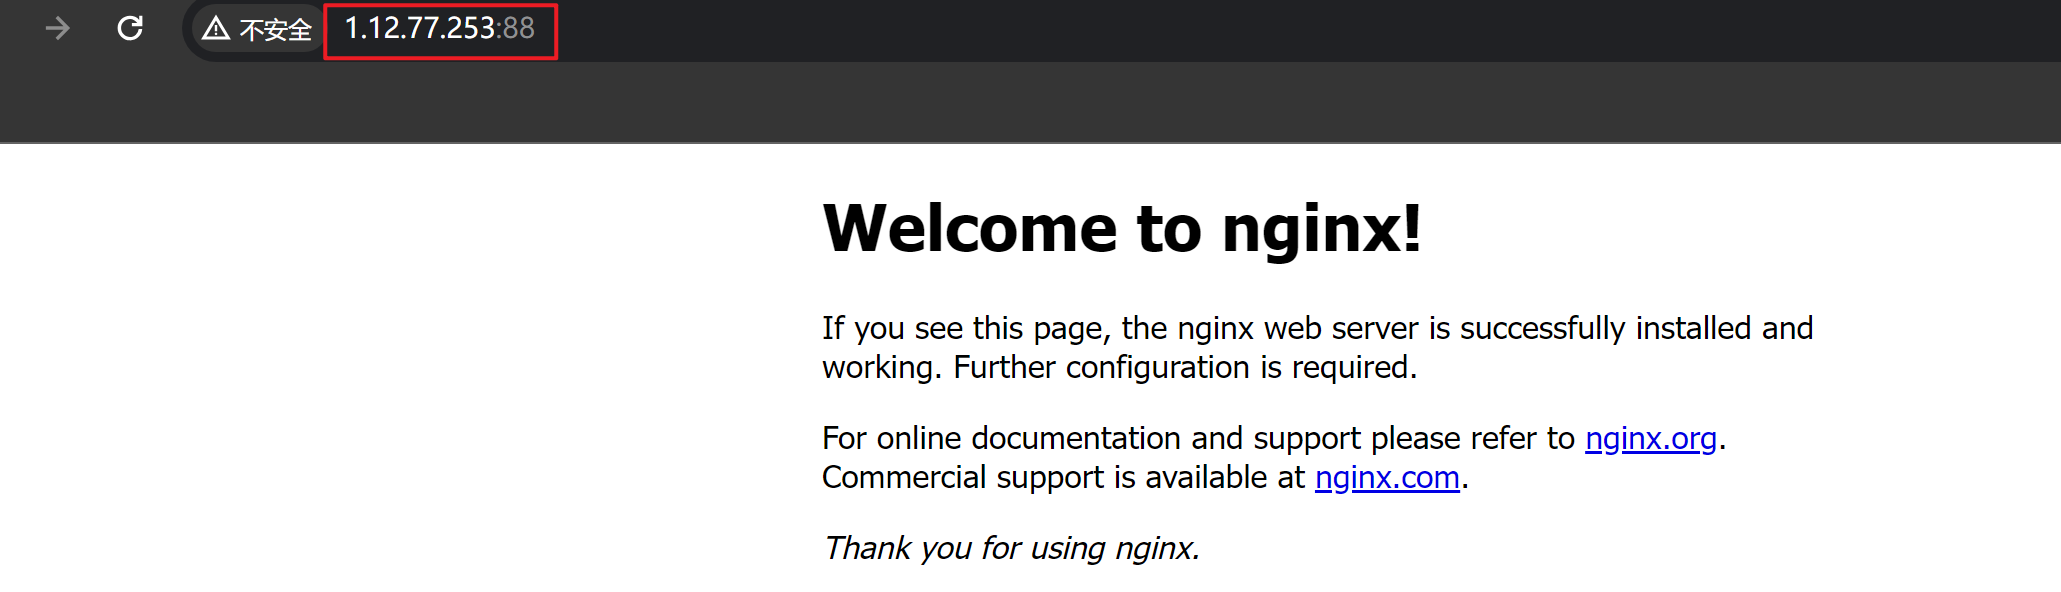 不安全 1.12.77.253:88
Welcome to nginx!
If you see this page, the nginx web server is successfully installed and
working. Further configuration is required.
For online documentation and support please refer to nginx.org.
Commercial support is available at nginx.com.
Thank you for using nginx.